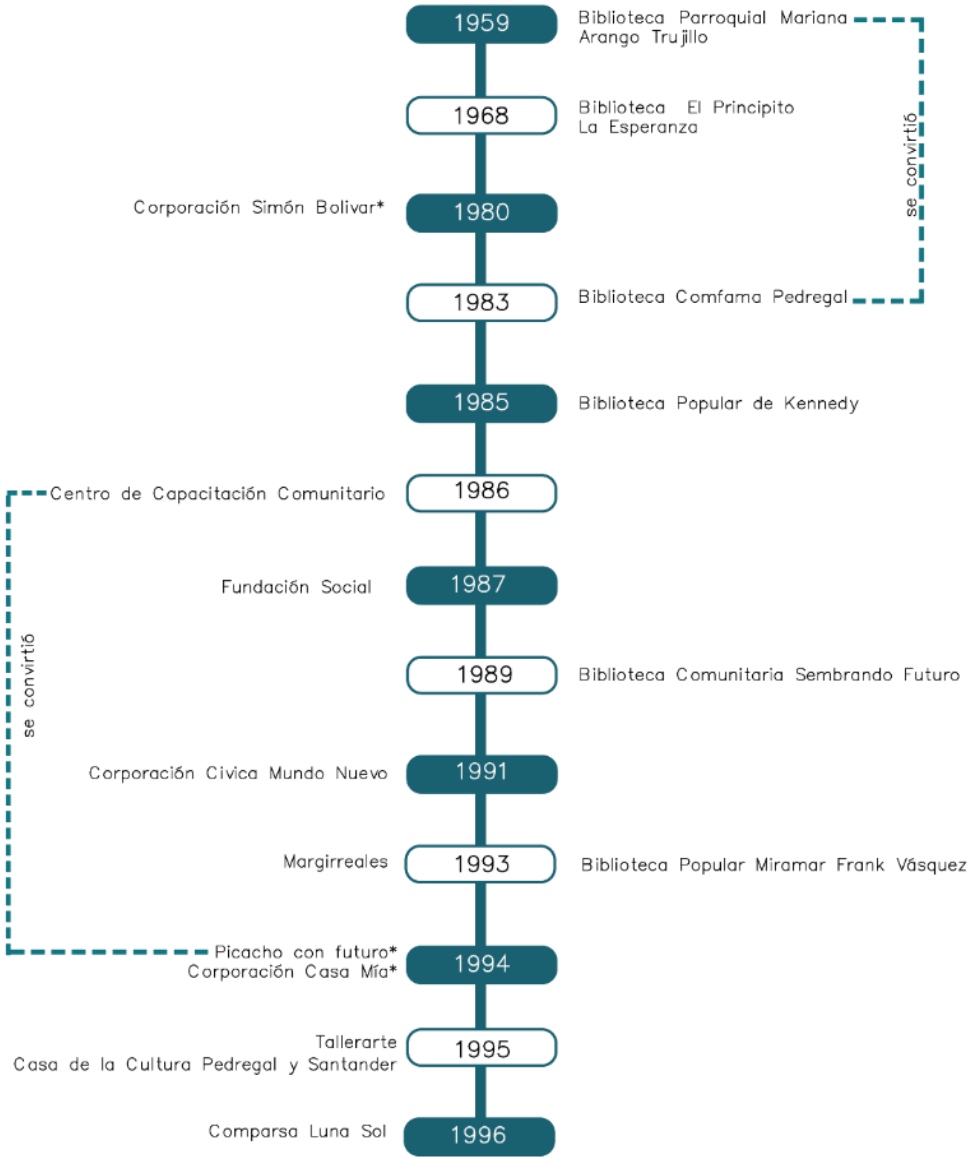 1959
Biblioteca Parroquial Mariana
Arango Trujillo
1968
Biblioteca El Principito
La Esperanza
se convirtió
Corporación Simón Bolivar*
1980
1983
Biblioteca Comfama Pedregal
1985
Biblioteca Popular de Kennedy
Centro de Capacitación Comunitario
1986
Fundación Social
1987
se convirtió
1989
Biblioteca Comunitaria Sembrando Futuro
Corporación Civica Mundo Nuevo
1991
Margirreales
1993
Biblioteca Popular Miramar Frank Vásquez
Picacho con futuro*
Corporación Casa Mía*
1994
Tallerarte
Casa de la Cultura Pedregal y Santander
1995
Comparsa Luna Sol
1996